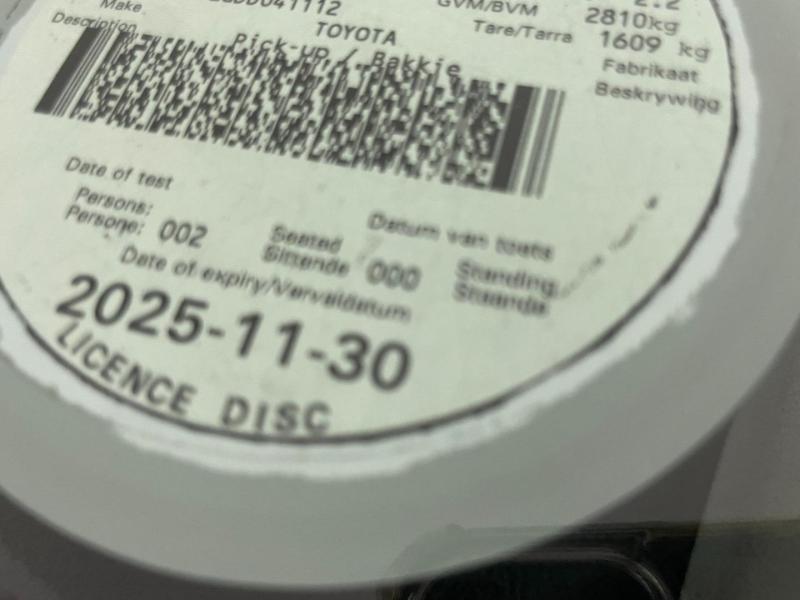 Make
GVM/BVM 2810kg
Description
TOYOTA
Tare/Tarra 1609 kg
Pick-up / Bakkie
Fabrikaat
Beskrywing
Date of test
Datum van toets
Persons:
Persone: 002
Seated
Sittende 000
Standing
Staande
Date of expiry/Vervaldatum
2025-11-30
LICENCE DISC